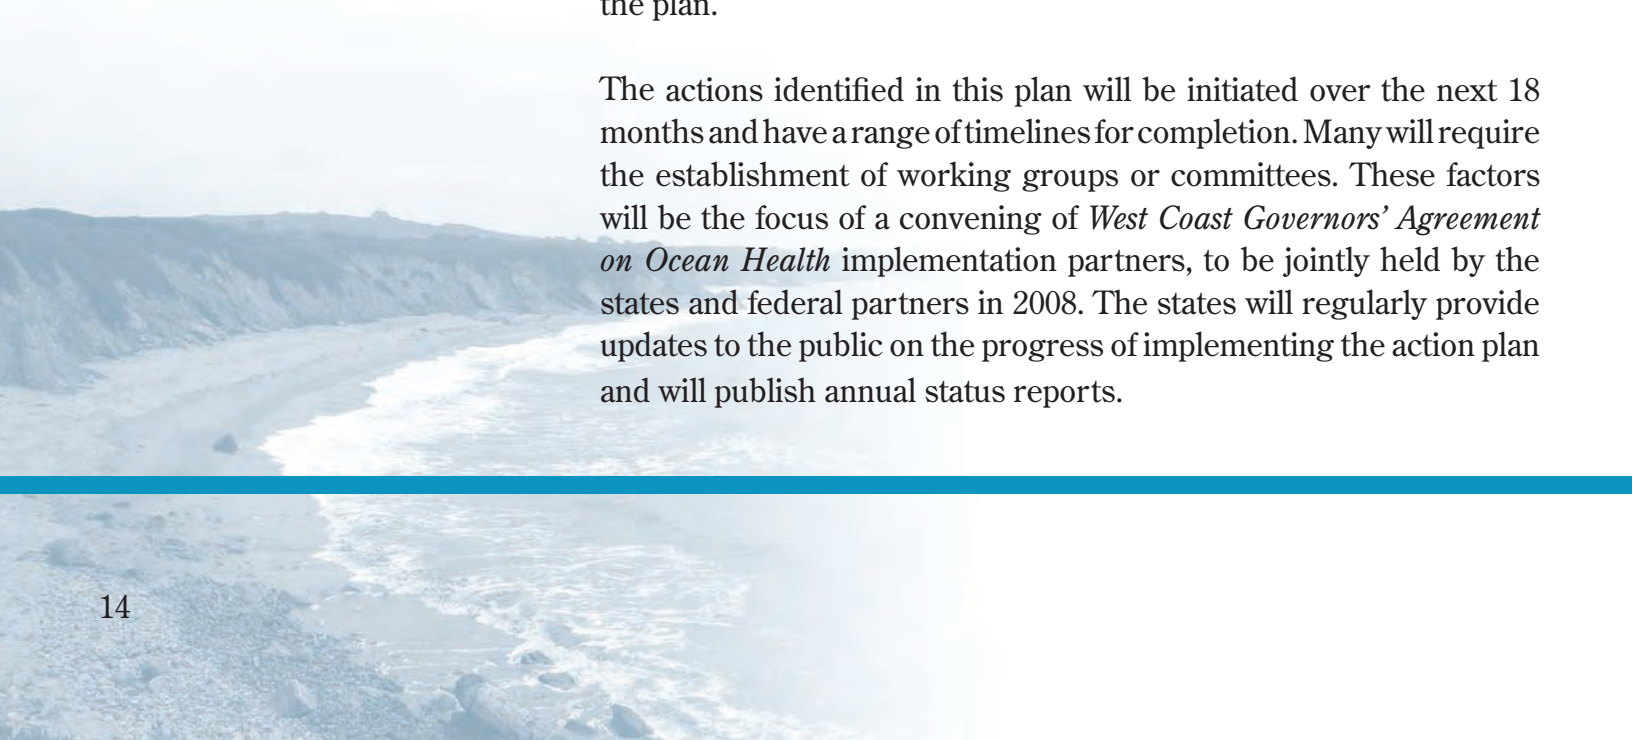 the plan.
The actions identified in this plan will be initiated over the next 18
months and have a range of timelines for completion. Many will require
the establishment of working groups or committees. These factors
will be the focus of a convening of West Coast Governors’ Agreement
on Ocean Health implementation partners, to be jointly held by the
states and federal partners in 2008. The states will regularly provide
updates to the public on the progress of implementing the action plan
and will publish annual status reports.
14